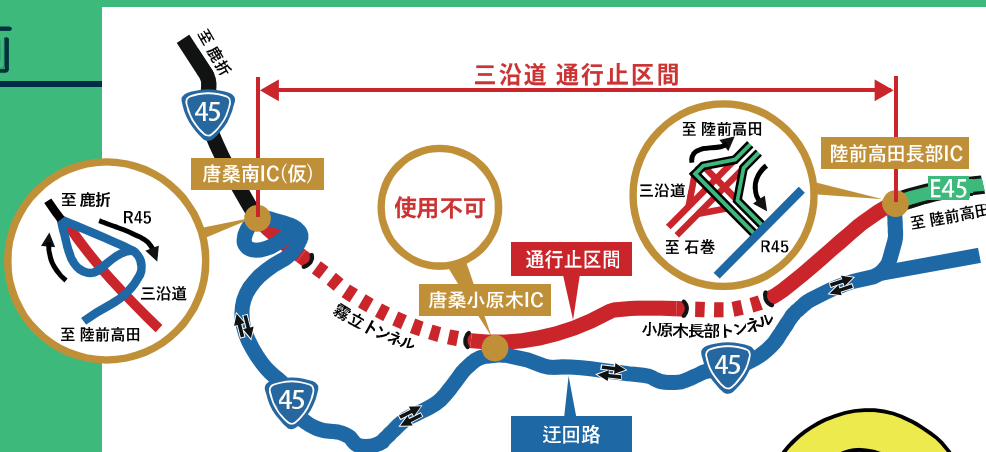 至 鹿折
三沿道 通行止区間
45
唐桑南IC(仮)
至 鹿折
R45
三沿道
至 陸前高田
使用不可
唐桑小原木IC
通行止区間
霧立トンネル
小原木長部トンネル
至 陸前高田
三沿道
至 石巻
R45
陸前高田長部IC
E45
至 陸前高田
45
45
迂回路